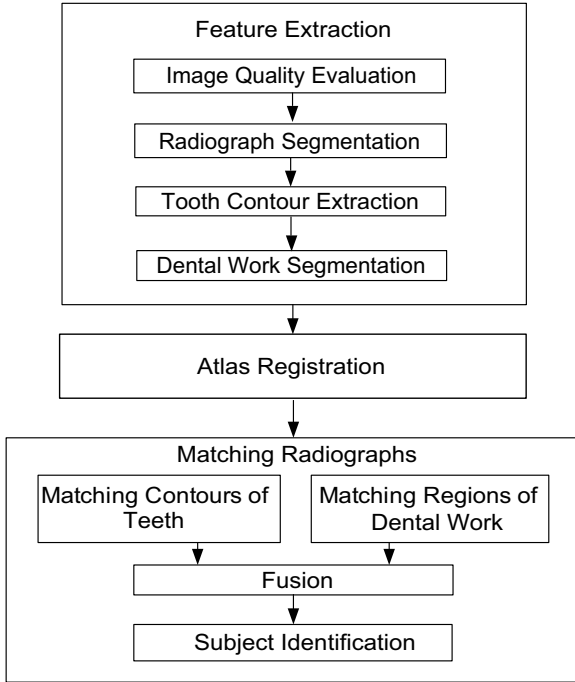 Feature Extraction
Image Quality Evaluation
Radiograph Segmentation
Tooth Contour Extraction
Dental Work Segmentation
Atlas Registration
Matching Radiographs
Matching Contours of
Teeth
Matching Regions of
Dental Work
Fusion
Subject Identification